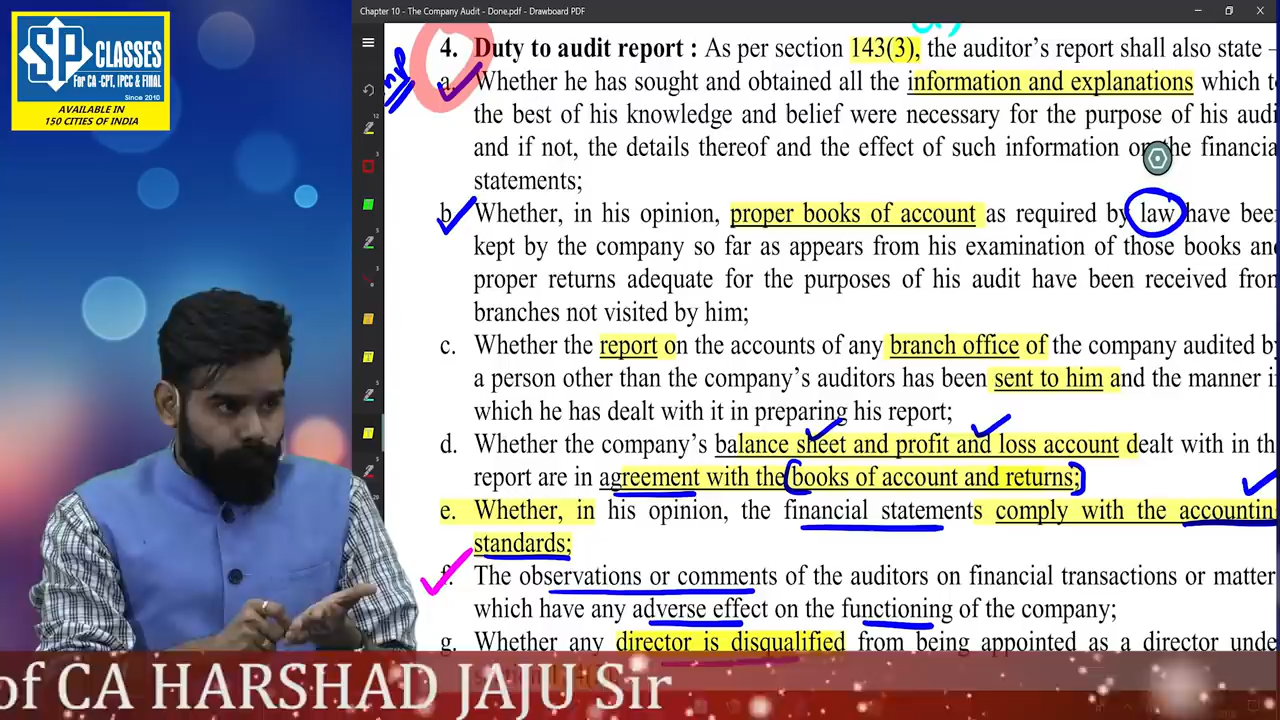 Chapter 10 - The Company Audit - Done.pdf - Drawboard PDF
SP CLASSES
For CA -CPT, IPCC & FINAL
Since 2010
AVAILABLE IN
150 CITIES OF INDIA
4. Duty to audit report : As per section 143(3), the auditor's report shall also state –
a. Whether he has sought and obtained all the information and explanations which t
the best of his knowledge and belief were necessary for the purpose of his audi
and if not, the details thereof and the effect of such information on the financia
statements;
b. Whether, in his opinion, proper books of account as required by law have been
kept by the company so far as appears from his examination of those books and
proper returns adequate for the purposes of his audit have been received from
branches not visited by him;
c. Whether the report on the accounts of any branch office of the company audited by
a person other than the company's auditors has been sent to him and the manner in
which he has dealt with it in preparing his report;
d. Whether the company's balance sheet and profit and loss account dealt with in th
report are in agreement with the books of account and returns;
e. Whether, in his opinion, the financial statements comply with the accountin
standards;
f. The observations or comments of the auditors on financial transactions or matter
which have any adverse effect on the functioning of the company;
g. Whether any director is disqualified from being appointed as a director unde
of CA HARSHAD JAJU Sir